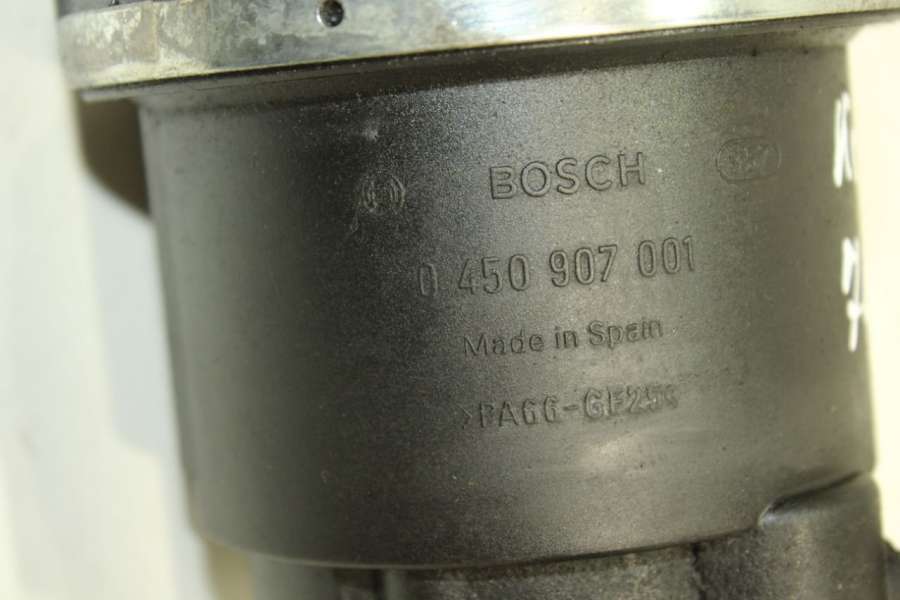 BOSCH
0 450 907 001
Made in Spain
>PA66-GF25<